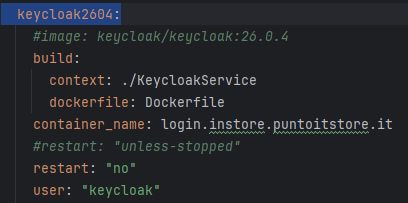 keycloak2604:
#image: keycloak/keycloak:26.0.4
build:
context: ./KeycloakService
dockerfile: Dockerfile
container_name: login.instore.puntoitstore.it
#restart: "unless-stopped"
restart: "no"
user: "keycloak"